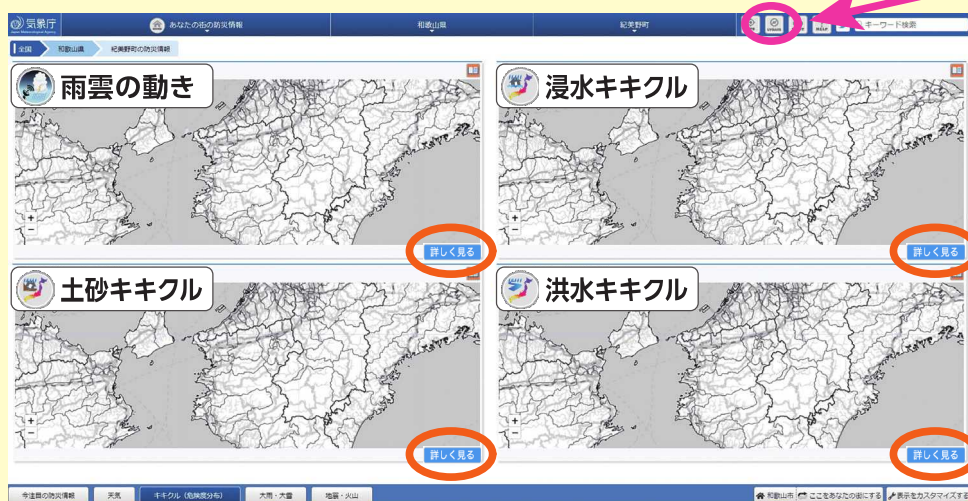 気象庁
あなたの街の防災情報
和歌山県
紀美野町
UPDATE
HELP
キーワード検索
全国
和歌山県
紀美野町の防災情報
雨雲の動き
浸水キキクル
+
−
詳しく見る
+
−
詳しく見る
土砂キキクル
洪水キキクル
+
−
詳しく見る
+
−
詳しく見る
今注目の防災情報
天気
キキクル（危険度分布）
大雨・大雪
地震・火山
和歌山県
ここをあなたの街にする
表示をカスタマイズす